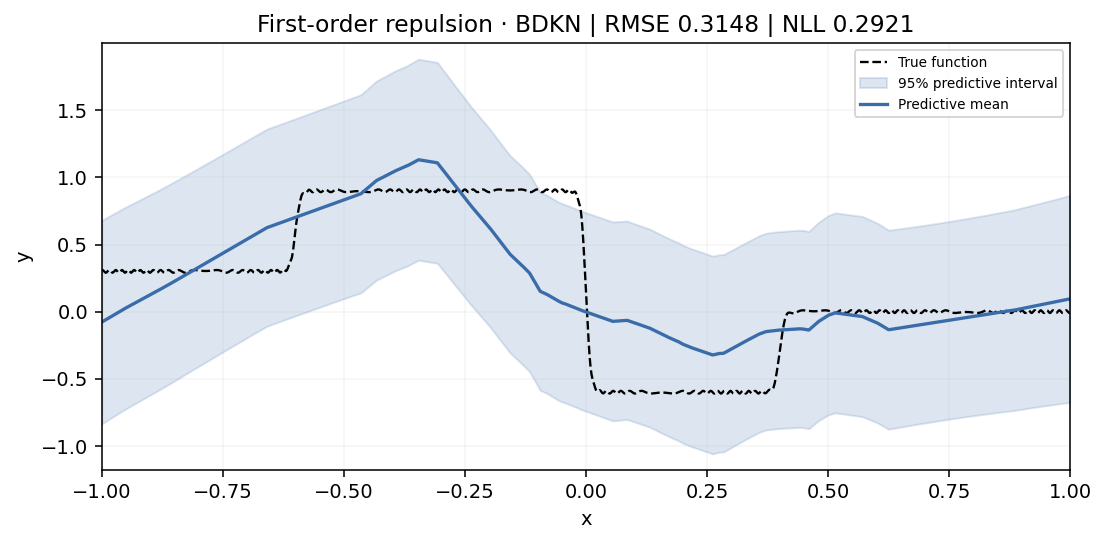 First-order repulsion · BDKN | RMSE 0.3148 | NLL 0.2921
True function
95% predictive interval
Predictive mean
y
1.5
1.0
0.5
0.0
−0.5
−1.0
−1.00 −0.75 −0.50 −0.25 0.00 0.25 0.50 0.75 1.00
x